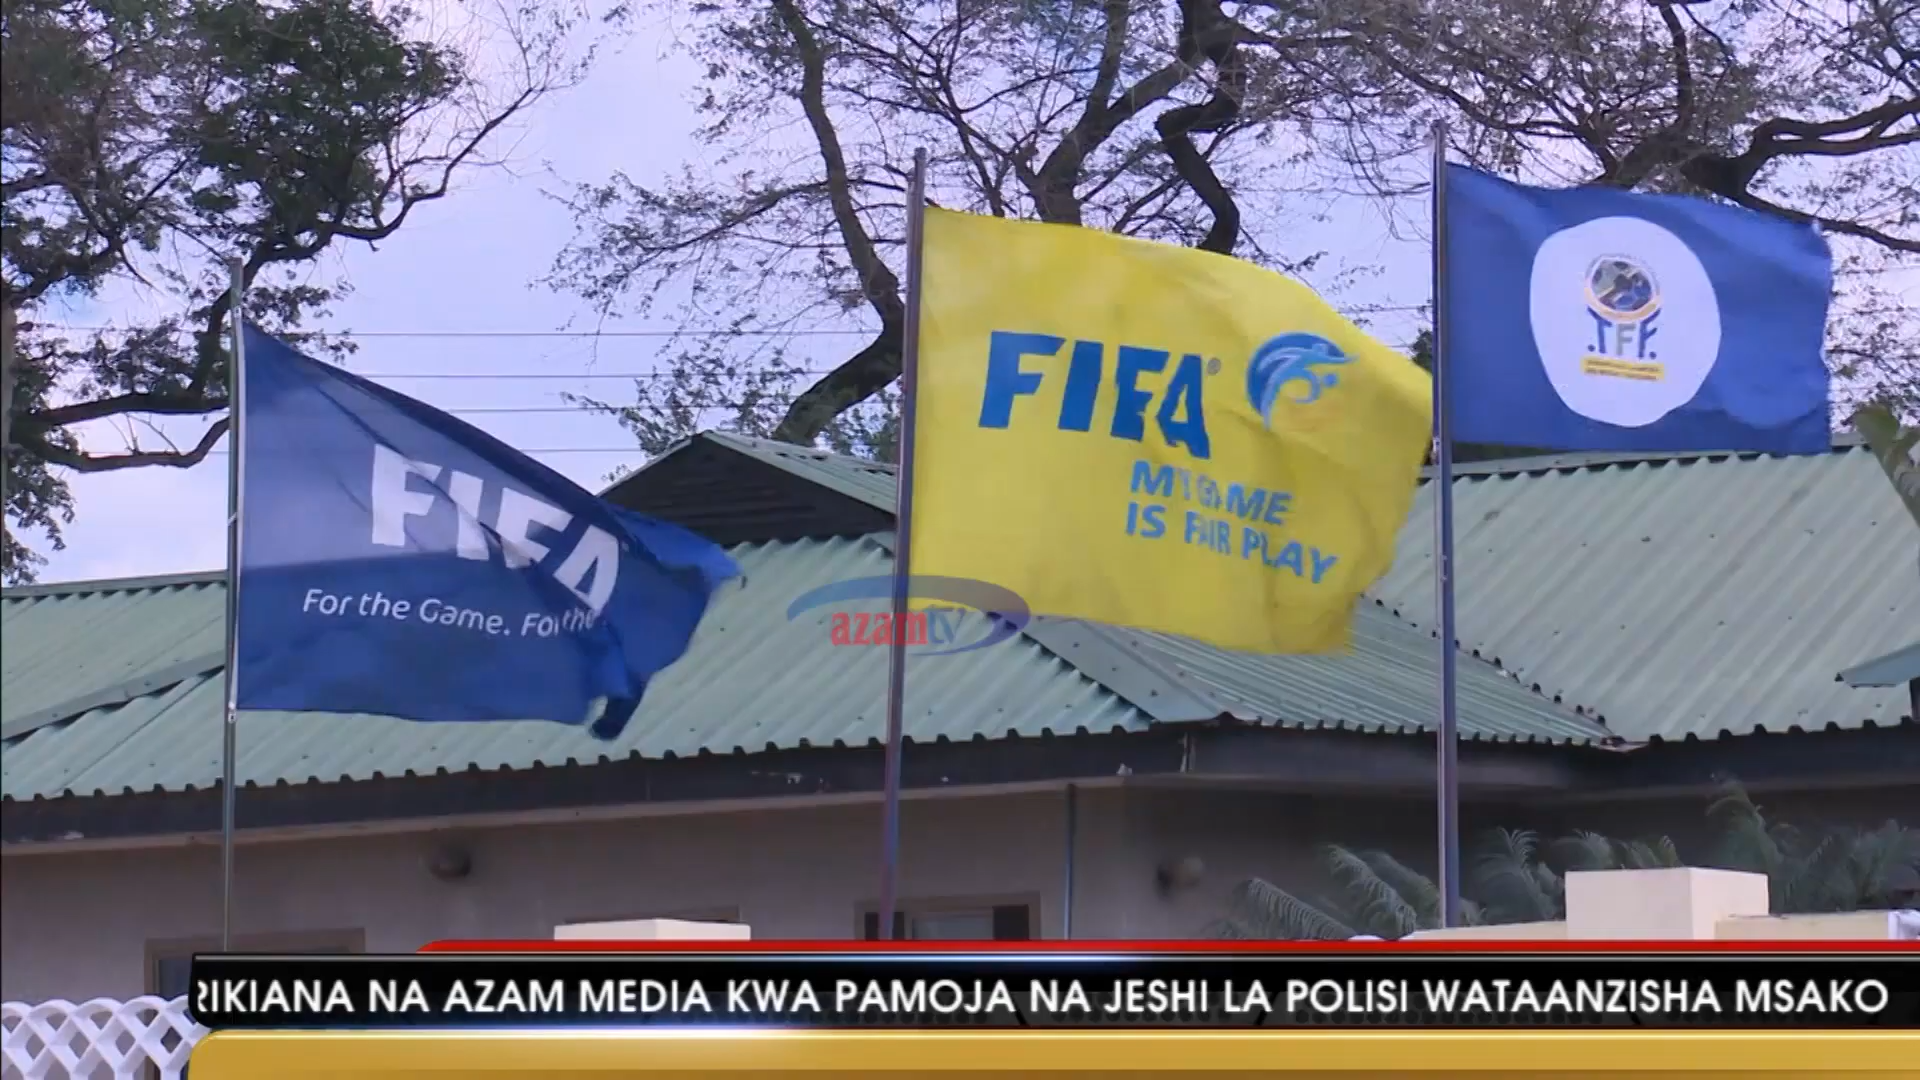 FIFA
For the Game. For the
FIFA®
MY GAME
IS FAIR PLAY
TFF
azamtv
RIKIANA NA AZAM MEDIA KWA PAMOJA NA JESHI LA POLISI WATAANZISHA MSAKO